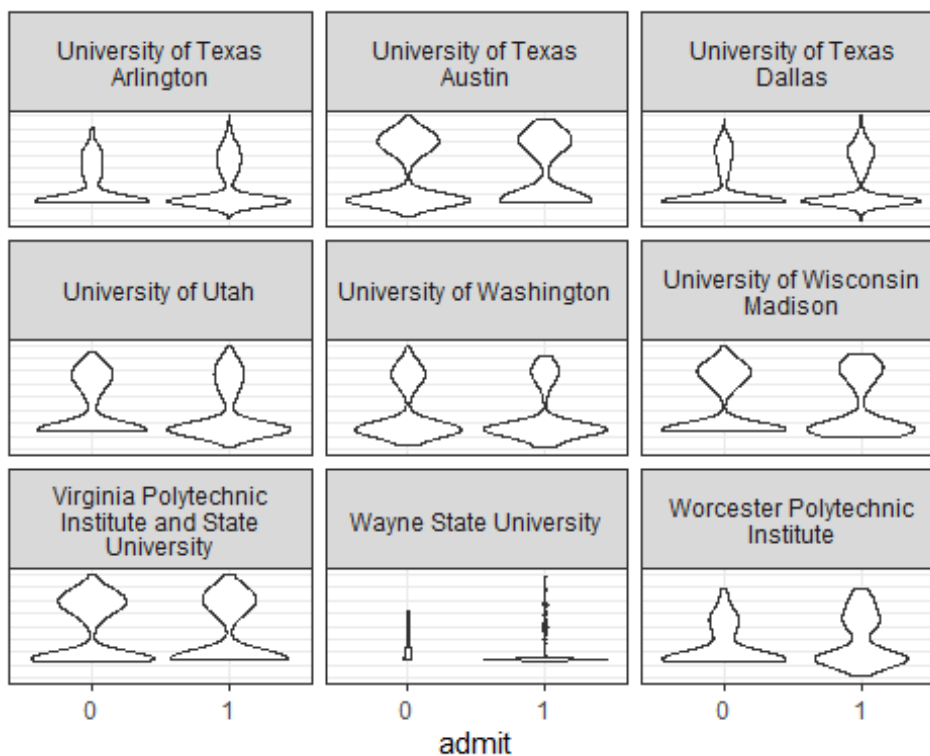 University of Texas
Arlington
University of Texas
Austin
University of Texas
Dallas
University of Utah
University of Washington
University of Wisconsin
Madison
Virginia Polytechnic
Institute and State
University
Wayne State University
Worcester Polytechnic
Institute
0 1 0 1 0 1
admit